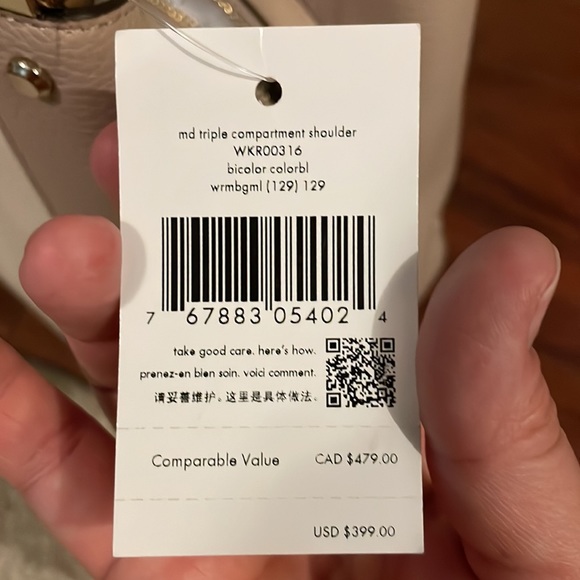 md triple compartment shoulder
WKR00316
bicolor colorbl
wrmbgml (129) 129
7 67883 05402 4
take good care. here's how.
prenez-en bien soin. voici comment.
请妥善维护。这里是具体做法。
Comparable Value CAD $479.00
USD $399.00